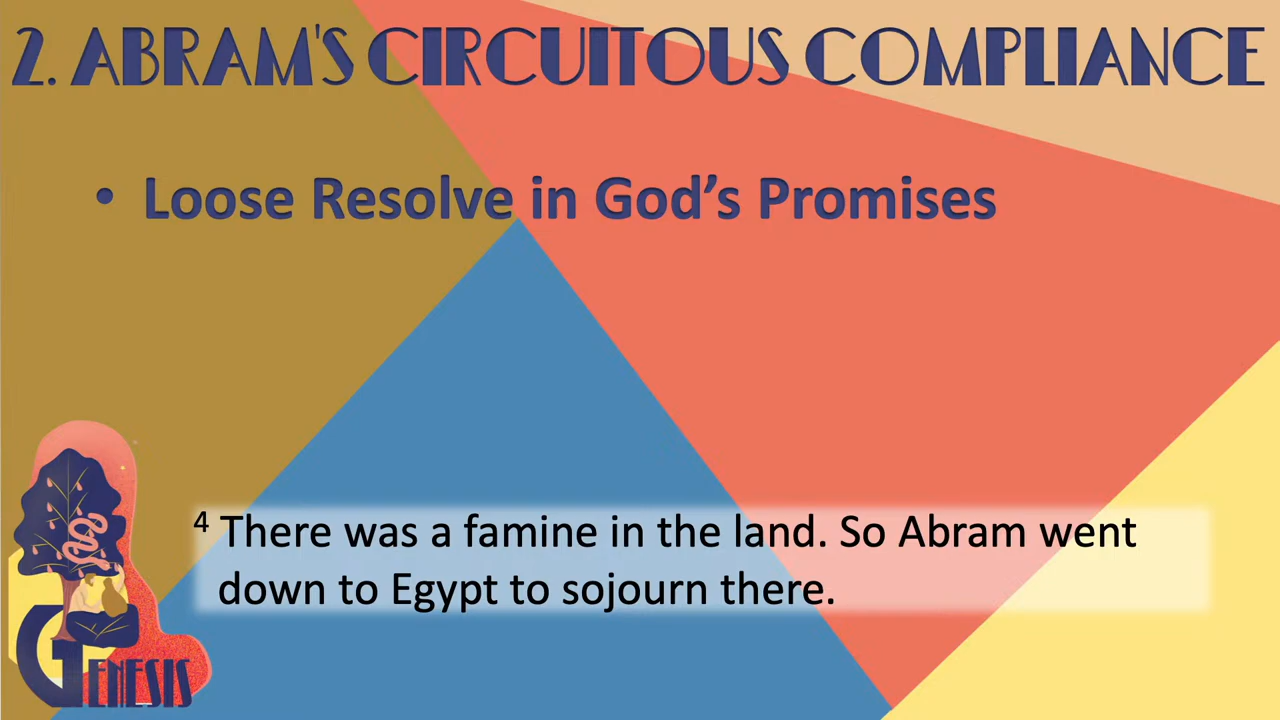 2. ABRAM'S CIRCUITOUS COMPLIANCE
• Loose Resolve in God’s Promises
4 There was a famine in the land. So Abram went
down to Egypt to sojourn there.
GENESIS